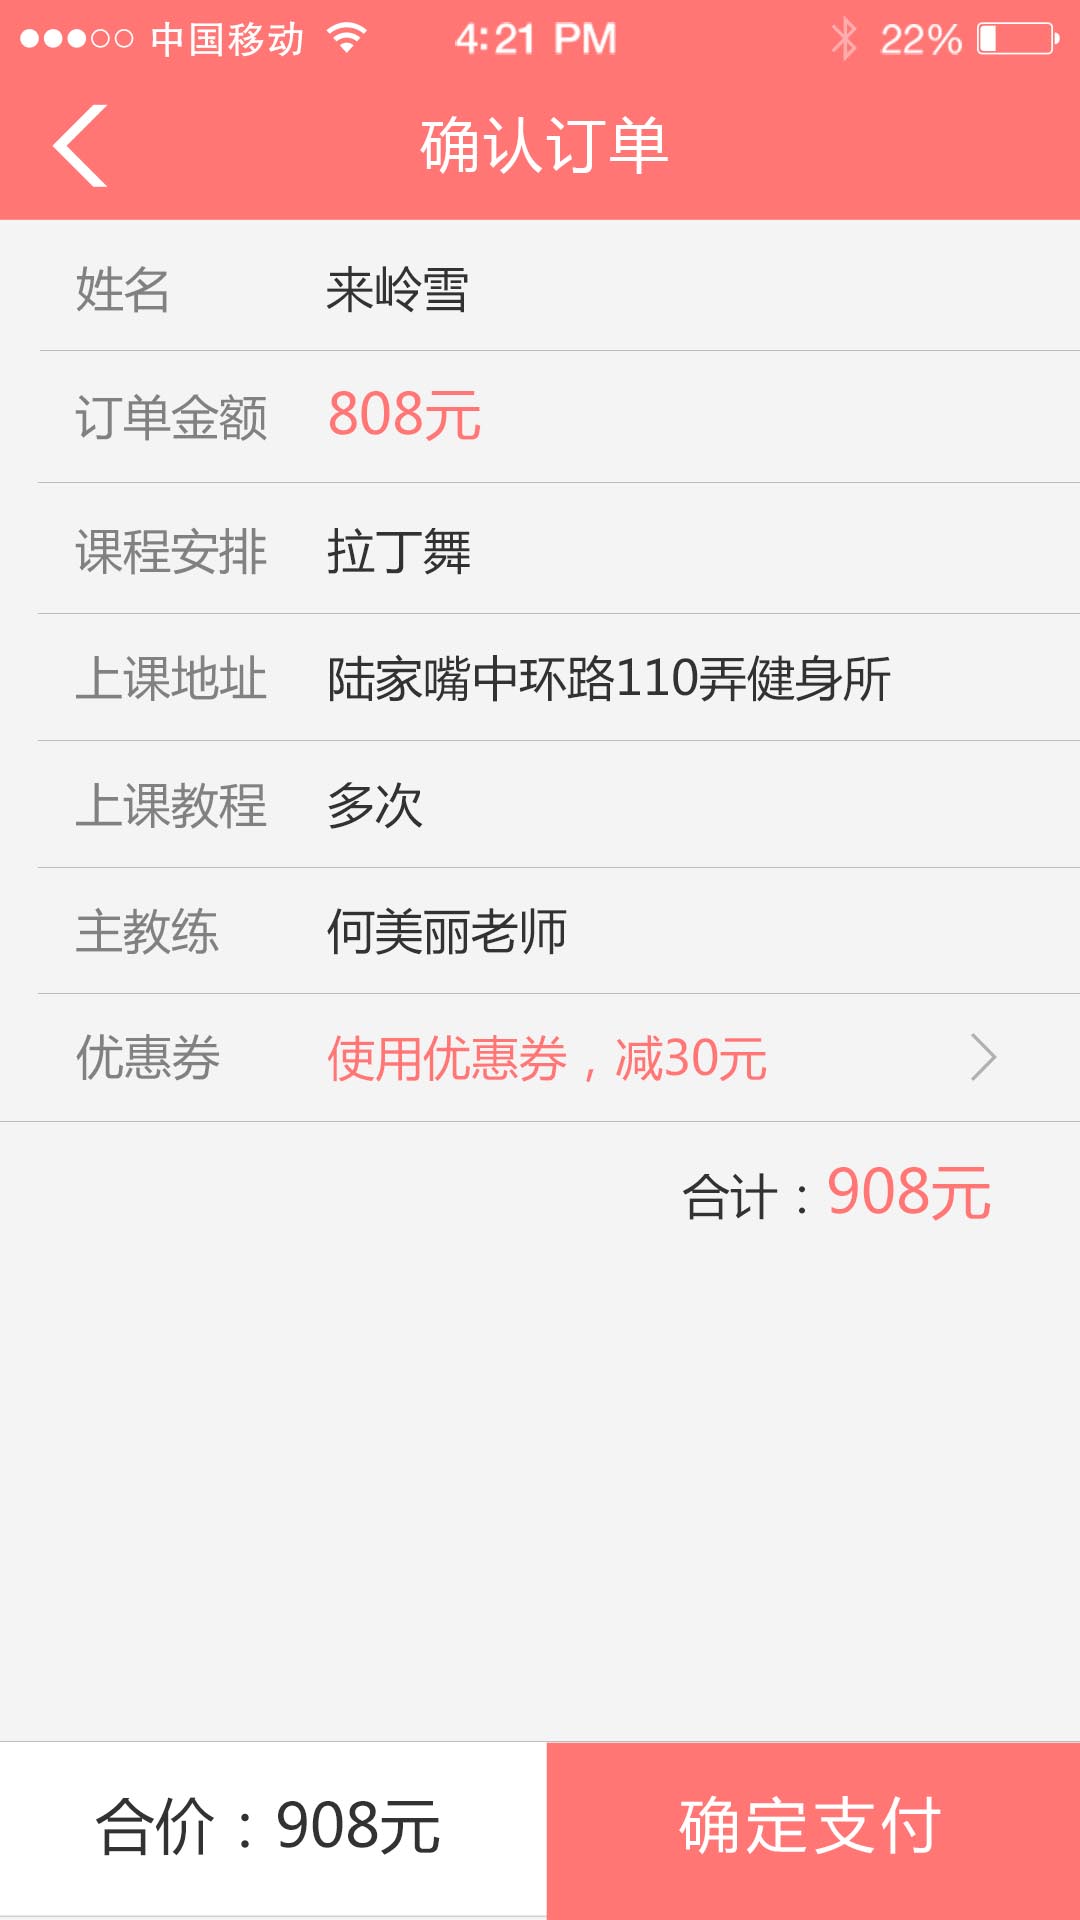 中国移动 4:21 PM 22%
确认订单
姓名 来岭雪
订单金额 808元
课程安排 拉丁舞
上课地址 陆家嘴中环路110弄健身所
上课教程 多次
主教练 何美丽老师
优惠券 使用优惠券，减30元
合计：908元
合价：908元 确定支付